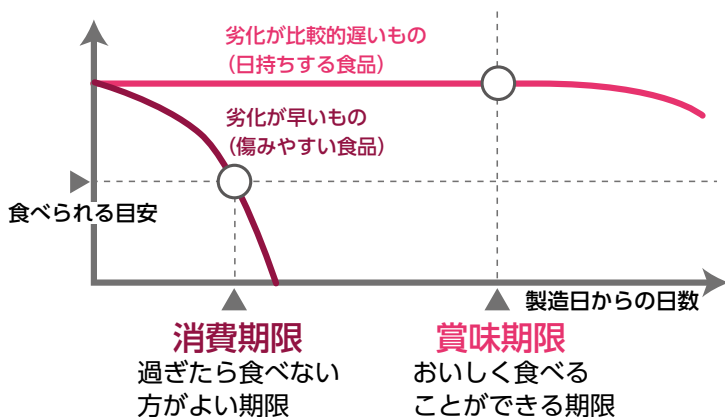 劣化が比較的遅いもの
（日持ちする食品）
劣化が早いもの
（傷みやすい食品）
食べられる目安
製造日からの日数
消費期限
過ぎたら食べない
方がよい期限
賞味期限
おいしく食べる
ことができる期限